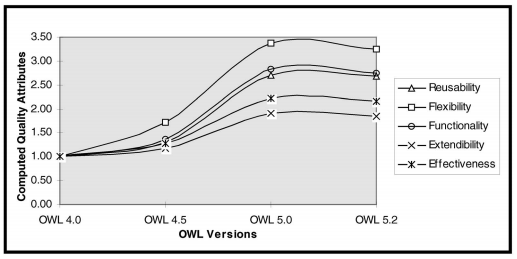 3.50
3.00
2.50
2.00
1.50
1.00
0.50
0.00
Computed Quality Attributes
OWL 4.0 OWL 4.5 OWL 5.0 OWL 5.2
OWL Versions
Reusability
Flexibility
Functionality
Extendibility
Effectiveness